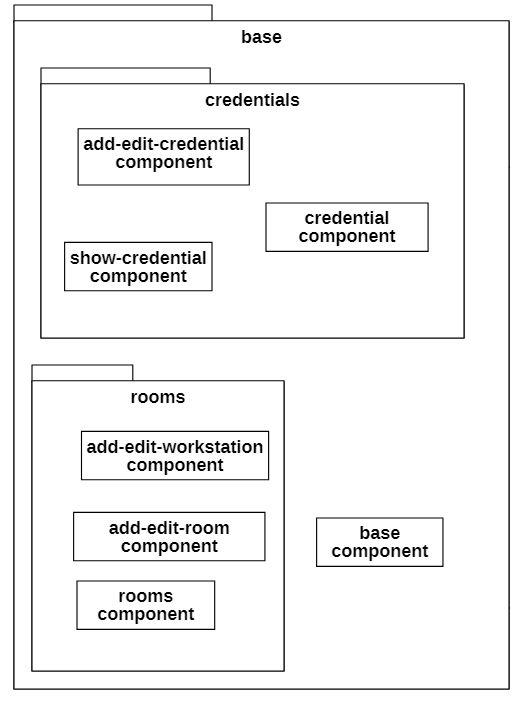 base
credentials
add-edit-credential
component
credential
component
show-credential
component
rooms
add-edit-workstation
component
add-edit-room
component
base
component
rooms
component